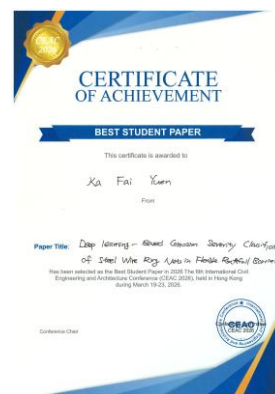 CEAC
2026
CERTIFICATE
OF ACHIEVEMENT
BEST STUDENT PAPER
This certificate is awarded to
Ka Fai Yuen
From
Paper Title: Deep learning - Based Corrosion Severity Classification
of Steel Wire Ring Nets in Flexible Rockfall Barriers
Has been selected as the Best Student Paper in 2026 The 8th International Civil
Engineering and Architecture Conference (CEAC 2026), held in Hong Kong
during March 19-23, 2026.
Conference Chair
CEAC
CEAC 2026